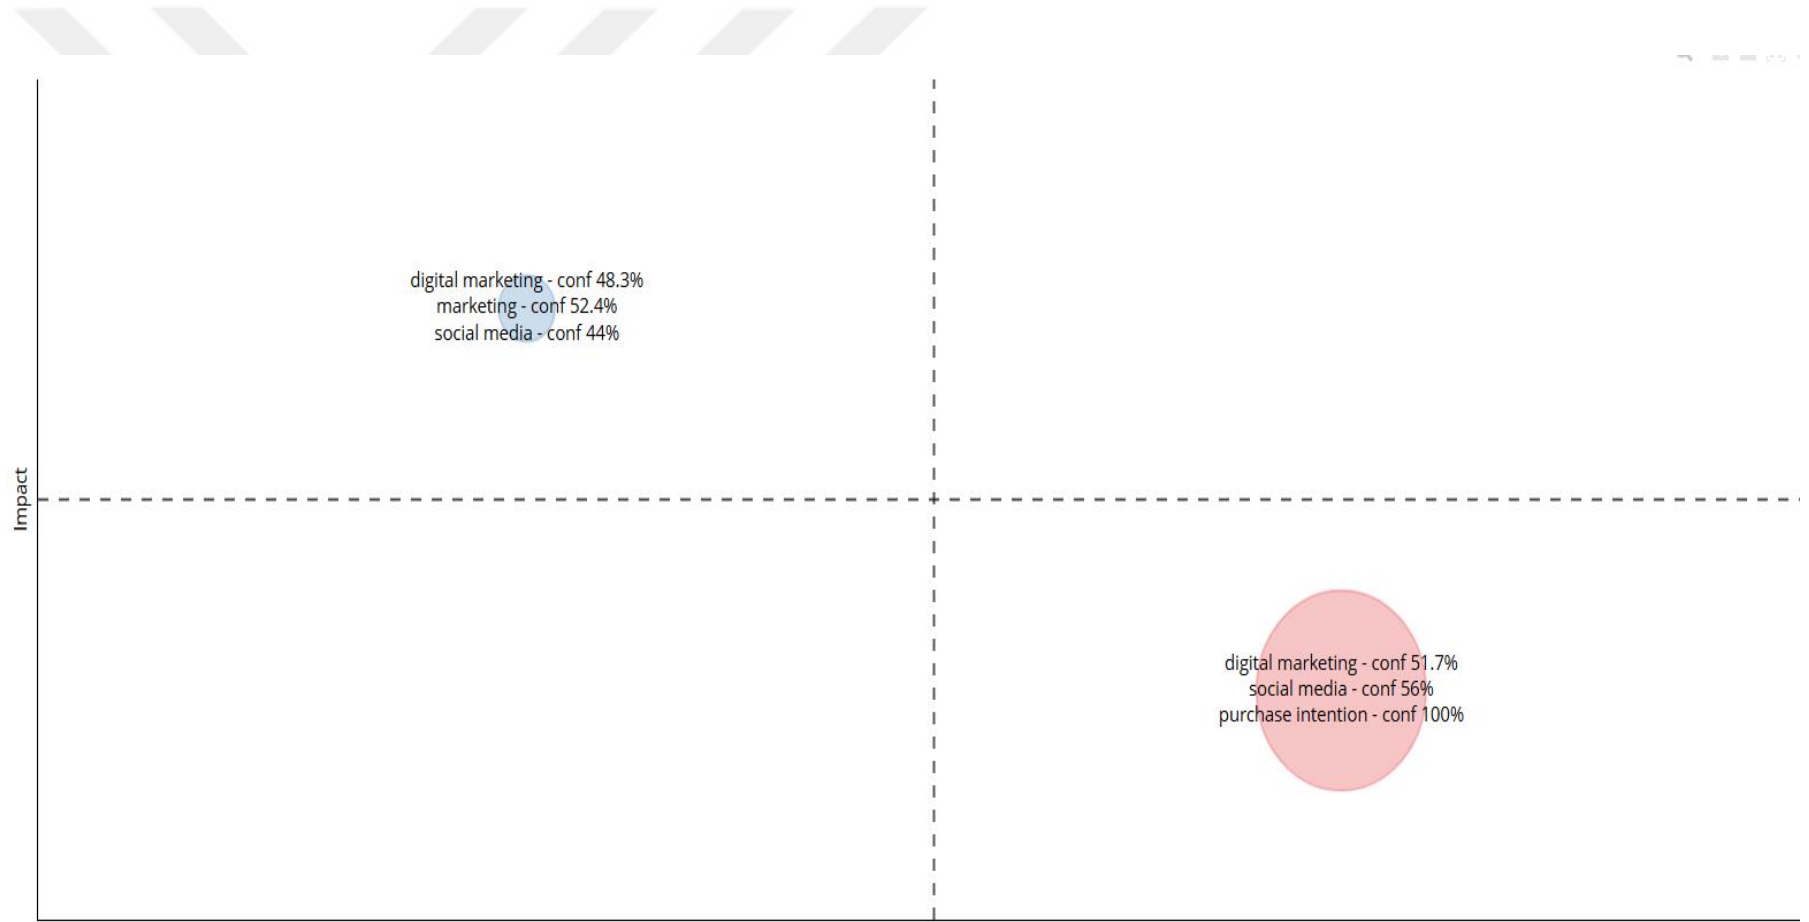 digital marketing - conf 48.3%
marketing - conf 52.4%
social media - conf 44%
Impact
digital marketing - conf 51.7%
social media - conf 56%
purchase intention - conf 100%